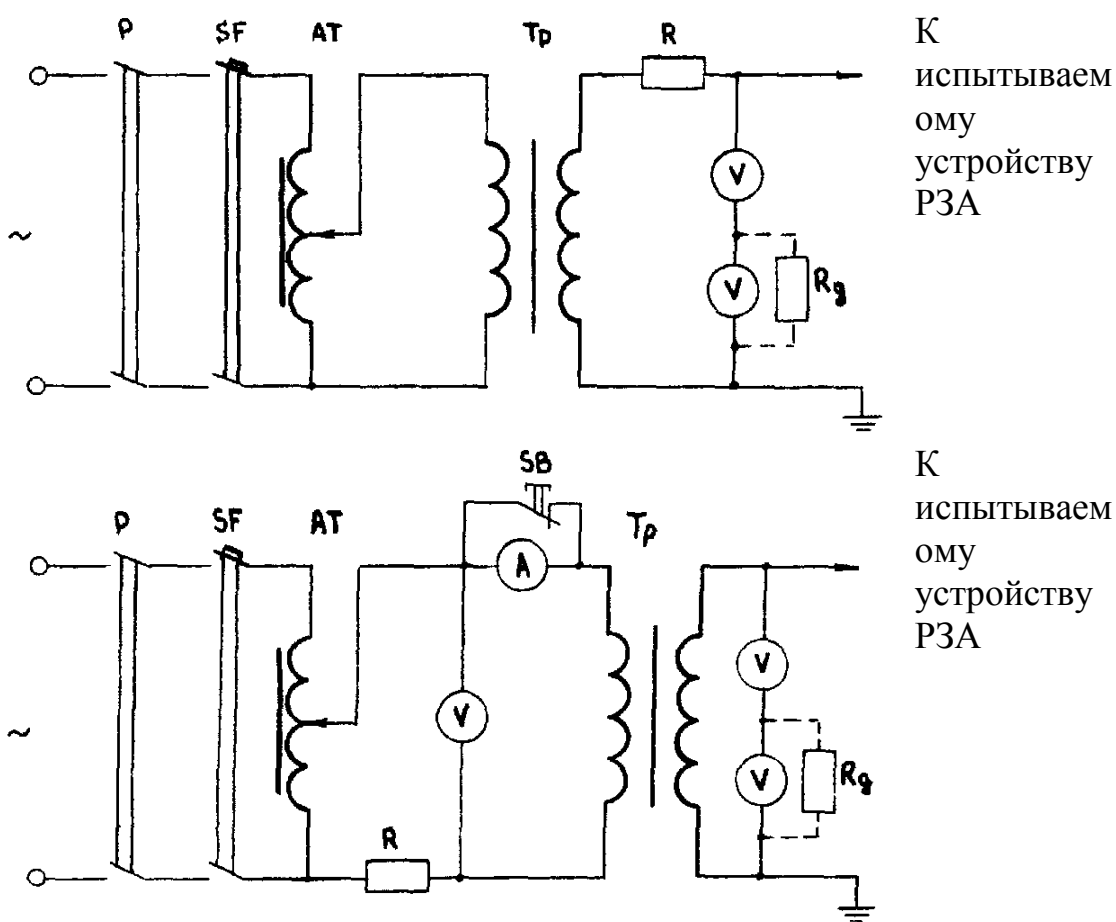 P SF AT Tp R
К
испытываем
ому
устройству
РЗА
V
V
Rg
~
SB
К
испытываем
ому
устройству
РЗА
P SF AT Tp
A
V
V
V
Rg
~
R